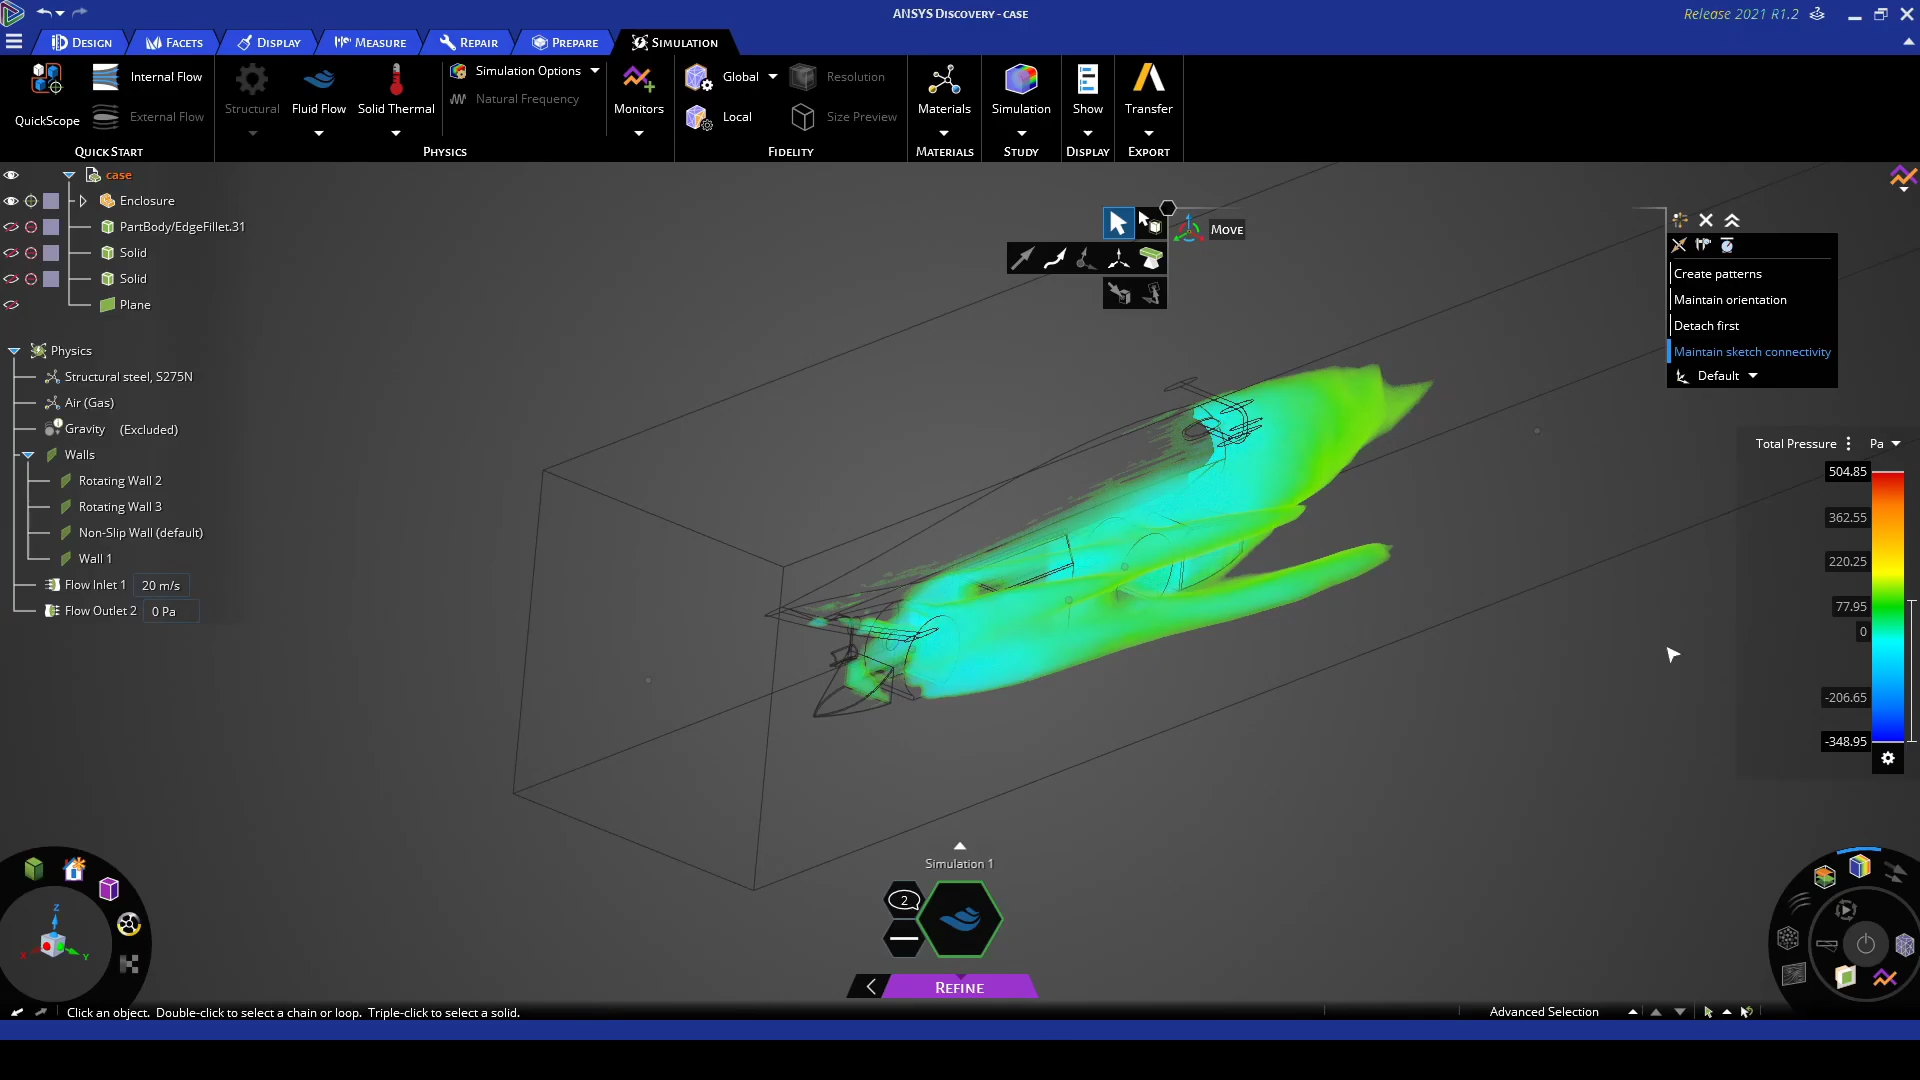 ANSYS Discovery - case
Release 2021 R1.2
Design
Facets
Display
Measure
Repair
Prepare
Simulation
QuickScope
Internal Flow
External Flow
Quick Start
Structural
Fluid Flow
Solid Thermal
Simulation Options
Natural Frequency
Physics
Monitors
Global
Local
Resolution
Size Preview
Fidelity
Materials
Materials
Simulation
Study
Show
Display
Transfer
Export
case
Enclosure
PartBody/EdgeFillet.31
Solid
Solid
Plane
Physics
Structural steel, S275N
Air (Gas)
Gravity (Excluded)
Walls
Rotating Wall 2
Rotating Wall 3
Non-Slip Wall (default)
Wall 1
Flow Inlet 1 20 m/s
Flow Outlet 2 0 Pa
Move
Create patterns
Maintain orientation
Detach first
Maintain sketch connectivity
Default
Total Pressure Pa
504.85
362.55
220.25
77.95
0
-206.65
-348.95
Simulation 1
2
Refine
Z
X
Y
Click an object. Double-click to select a chain or loop. Triple-click to select a solid.
Advanced Selection